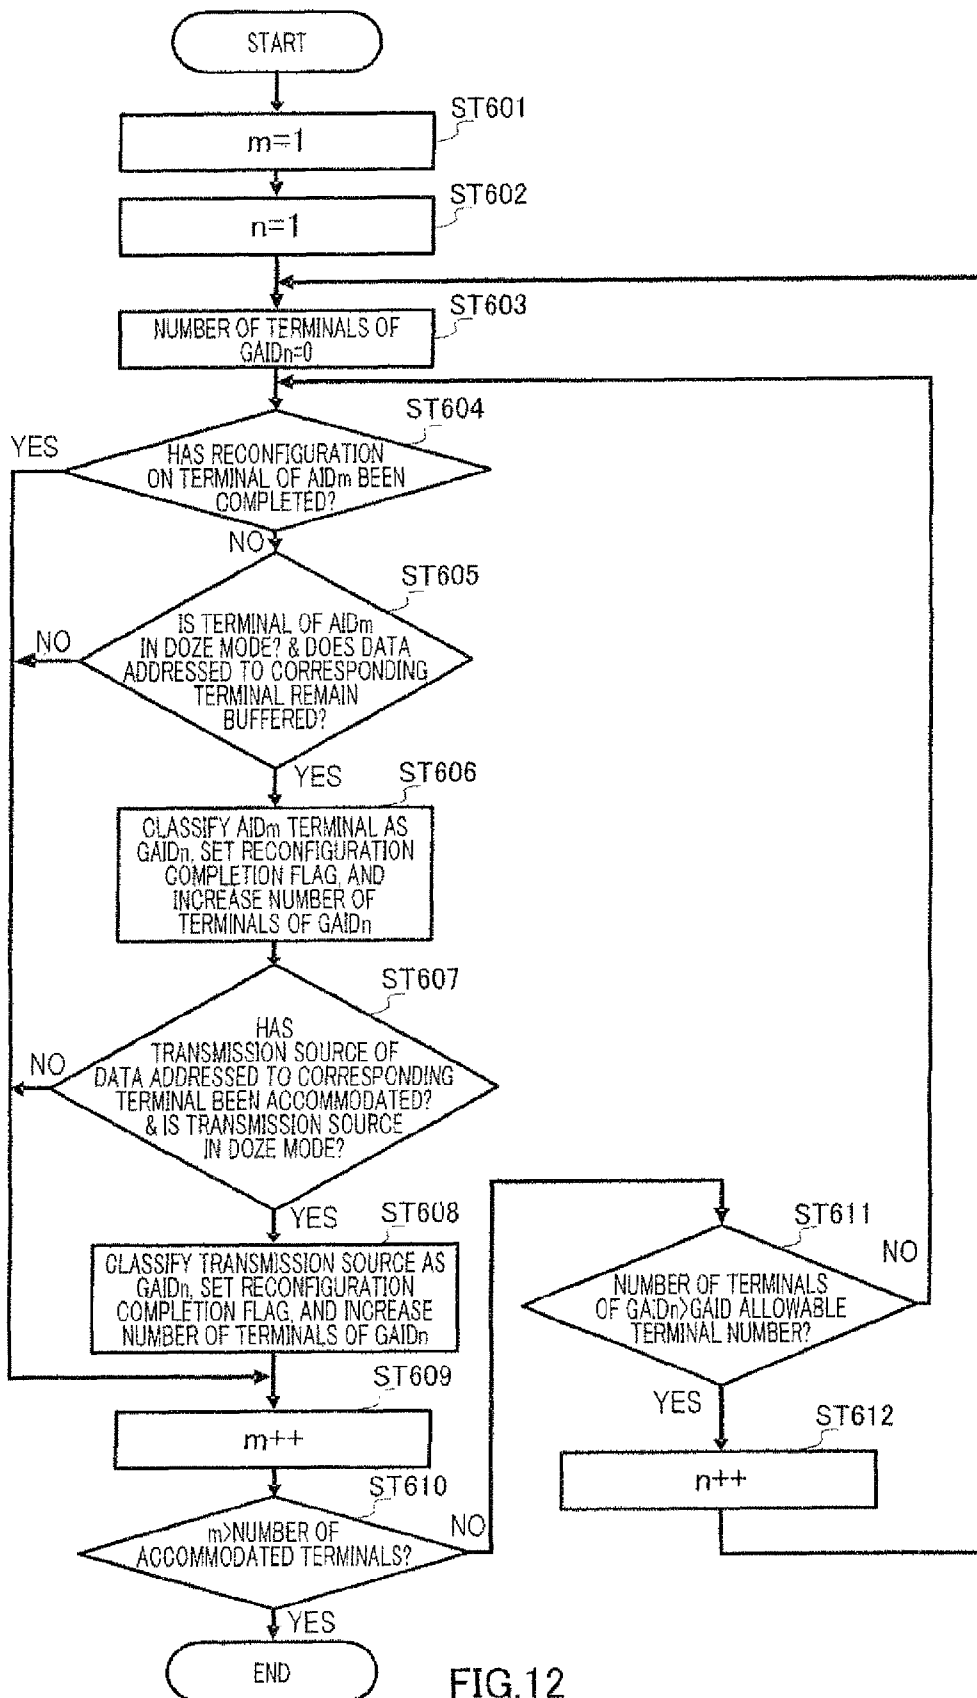 START
ST601
m=1
ST602
n=1
ST603
NUMBER OF TERMINALS OF
GAIDn=0
ST604
YES
HAS RECONFIGURATION
ON TERMINAL OF AIDm BEEN
COMPLETED?
NO
ST605
IS TERMINAL OF AIDm
IN DOZE MODE? & DOES DATA
ADDRESSED TO CORRESPONDING
TERMINAL REMAIN
BUFFERED?
NO
YES
ST606
CLASSIFY AIDm TERMINAL AS
GAIDn, SET RECONFIGURATION
COMPLETION FLAG, AND
INCREASE NUMBER OF
TERMINALS OF GAIDn
ST607
HAS
TRANSMISSION SOURCE OF
DATA ADDRESSED TO CORRESPONDING
TERMINAL BEEN ACCOMMODATED?
& IS TRANSMISSION SOURCE
IN DOZE MODE?
NO
YES
ST608
CLASSIFY TRANSMISSION SOURCE AS
GAIDn, SET RECONFIGURATION
COMPLETION FLAG, AND INCREASE
NUMBER OF TERMINALS OF GAIDn
ST609
m++
ST610
m>NUMBER OF
ACCOMMODATED TERMINALS?
NO
YES
END
ST611
NUMBER OF TERMINALS
OF GAIDn>GAID ALLOWABLE
TERMINAL NUMBER?
NO
YES
ST612
n++
FIG.12